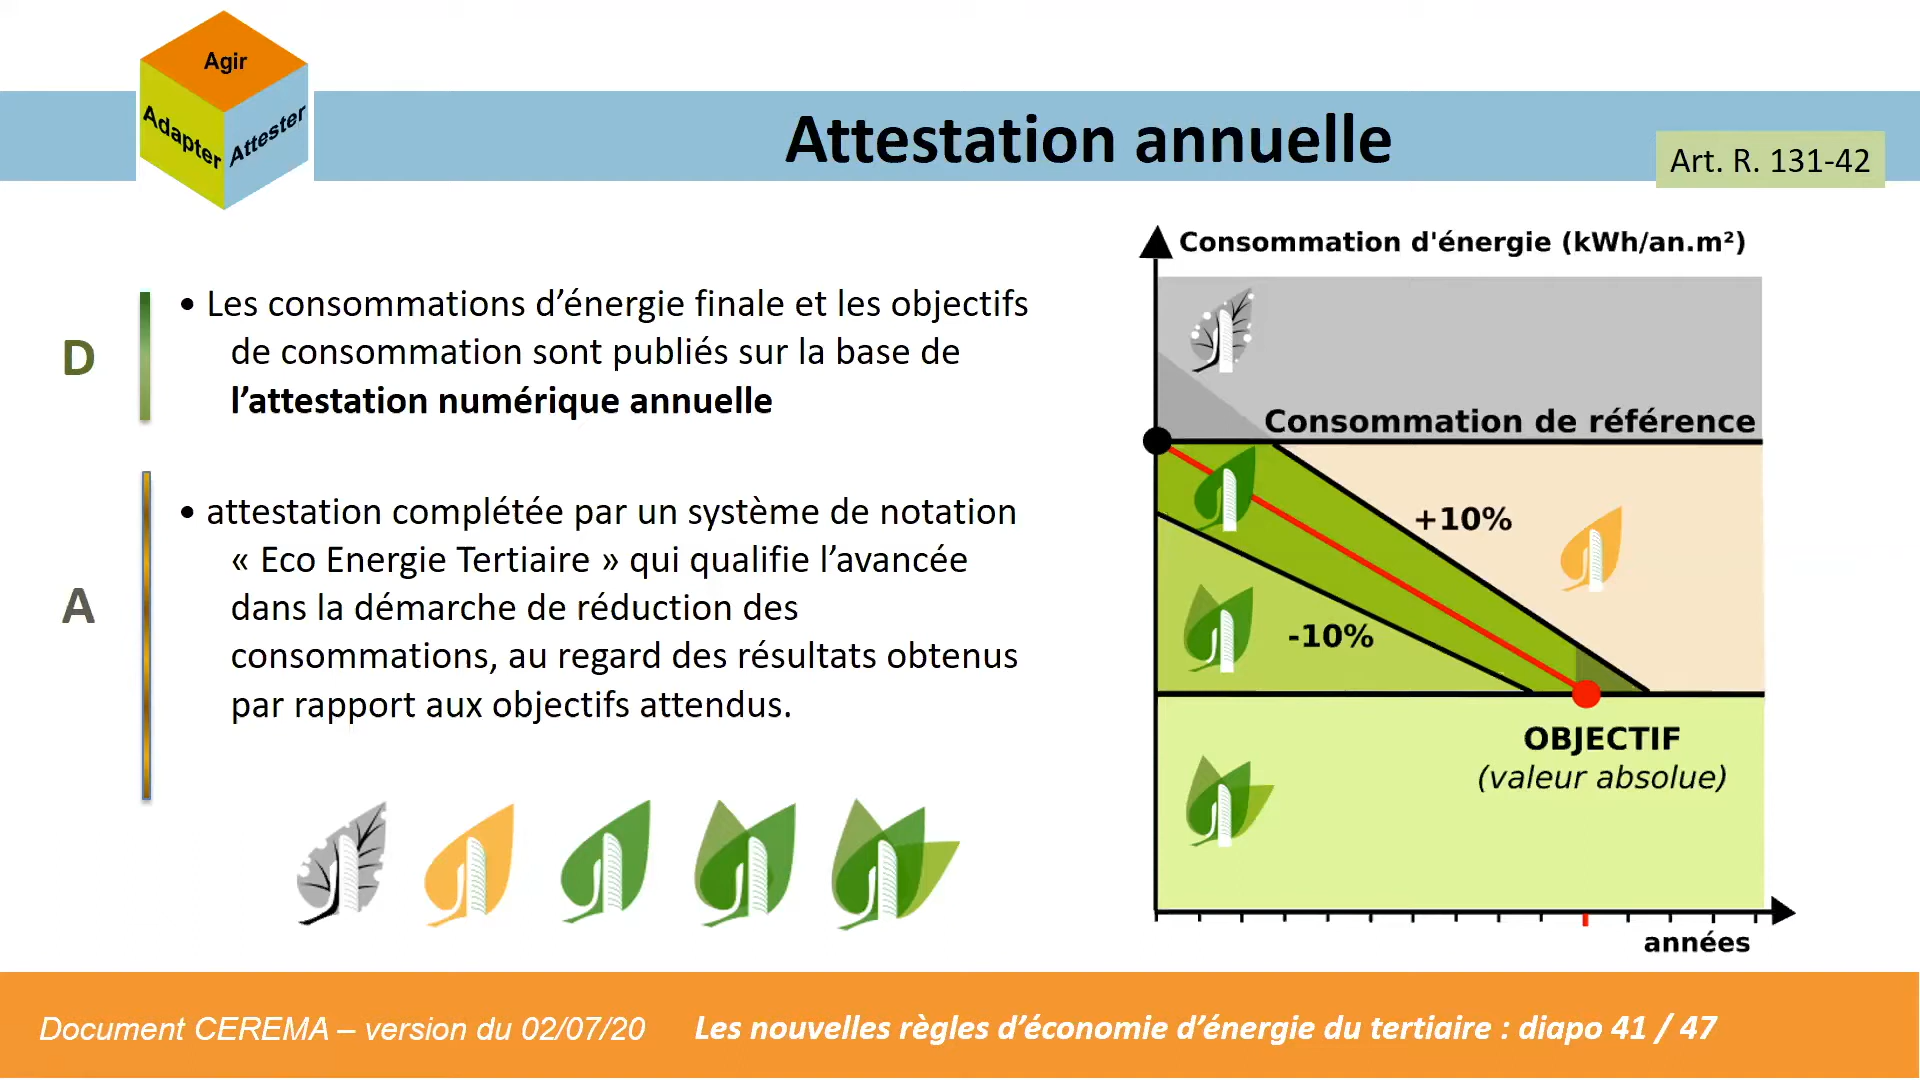 Agir
Adapter
Attester
Attestation annuelle
Art. R. 131-42
D
• Les consommations d’énergie finale et les objectifs
de consommation sont publiés sur la base de
l’attestation numérique annuelle
A
• attestation complétée par un système de notation
« Eco Energie Tertiaire » qui qualifie l’avancée
dans la démarche de réduction des
consommations, au regard des résultats obtenus
par rapport aux objectifs attendus.
Consommation d'énergie (kWh/an.m²)
Consommation de référence
+10%
-10%
OBJECTIF
(valeur absolue)
années
Document CEREMA – version du 02/07/20
Les nouvelles règles d’économie d’énergie du tertiaire : diapo 41 / 47